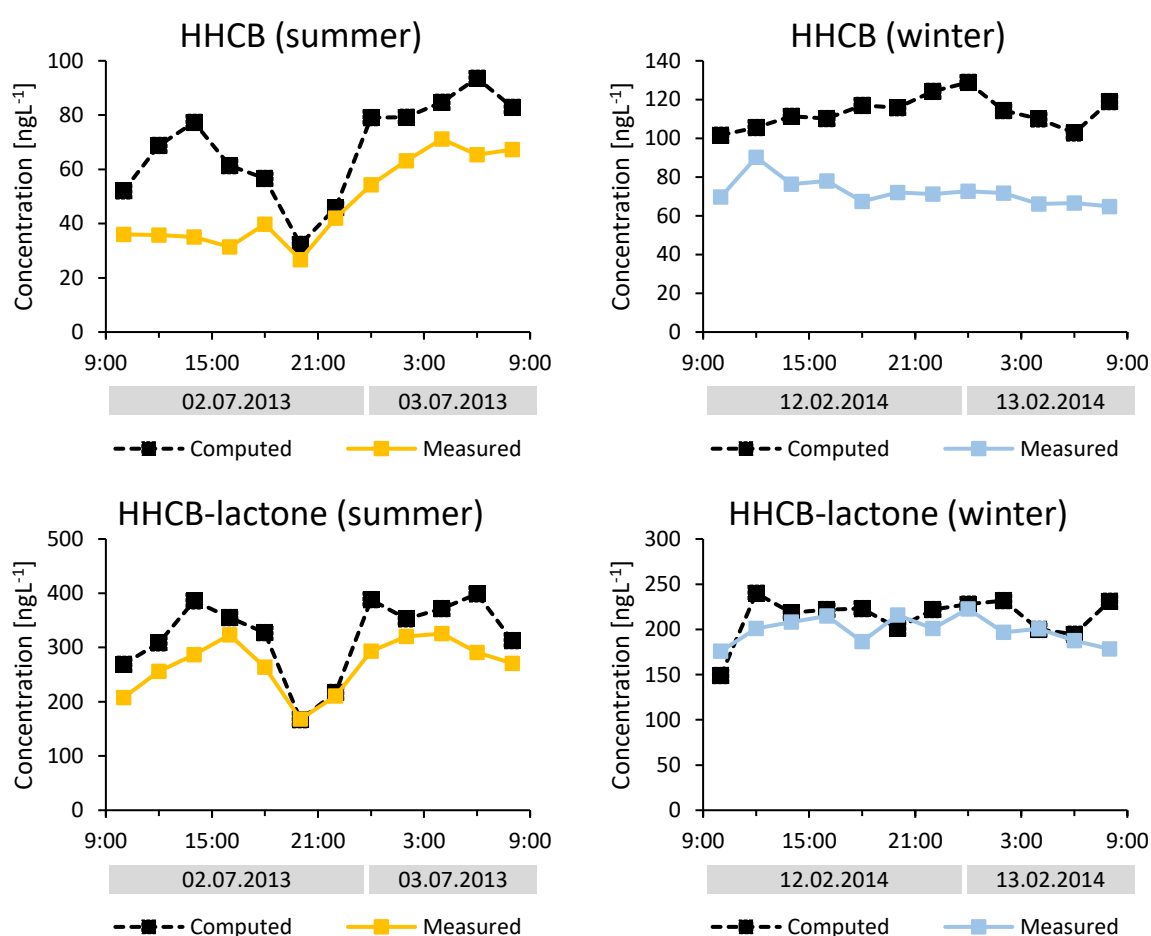 HHCB (summer)
Concentration [ngL⁻¹]
100
80
60
40
20
0
9:00 15:00 21:00 3:00 9:00
02.07.2013 03.07.2013
Computed Measured
HHCB (winter)
Concentration [ngL⁻¹]
140
120
100
80
60
40
20
0
9:00 15:00 21:00 3:00 9:00
12.02.2014 13.02.2014
Computed Measured
HHCB-lactone (summer)
Concentration [ngL⁻¹]
500
400
300
200
100
0
9:00 15:00 21:00 3:00 9:00
02.07.2013 03.07.2013
Computed Measured
HHCB-lactone (winter)
Concentration [ngL⁻¹]
300
250
200
150
100
50
0
9:00 15:00 21:00 3:00 9:00
12.02.2014 13.02.2014
Computed Measured